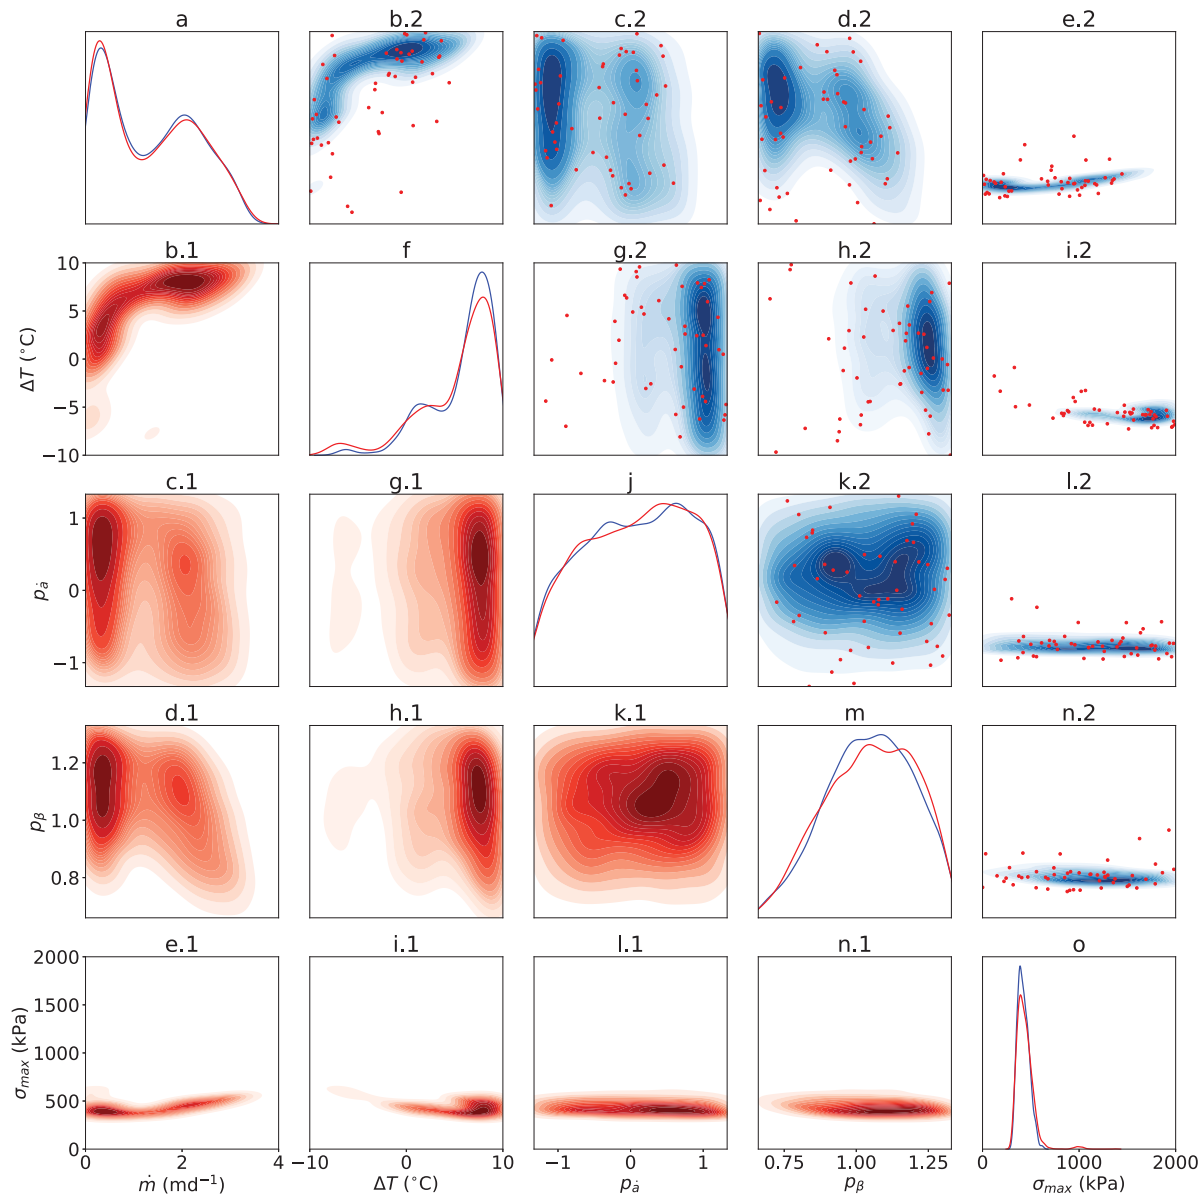 a b.2 c.2 d.2 e.2
b.1 f g.2 h.2 i.2
10
5
0
−5
−10
ΔT (°C)
c.1 g.1 j k.2 l.2
1
0
−1
p_ȧ
0 1000 2000
d.1 h.1 k.1 m n.2
1.2
1.0
0.8
p_β
e.1 i.1 l.1 n.1 o
2000
1500
1000
500
0
σ_max (kPa)
0 2 4 −10 0 10 −1 0 1 0.75 1.00 1.25 0 1000 2000
ṁ (md⁻¹) ΔT (°C) p_ȧ p_β σ_max (kPa)